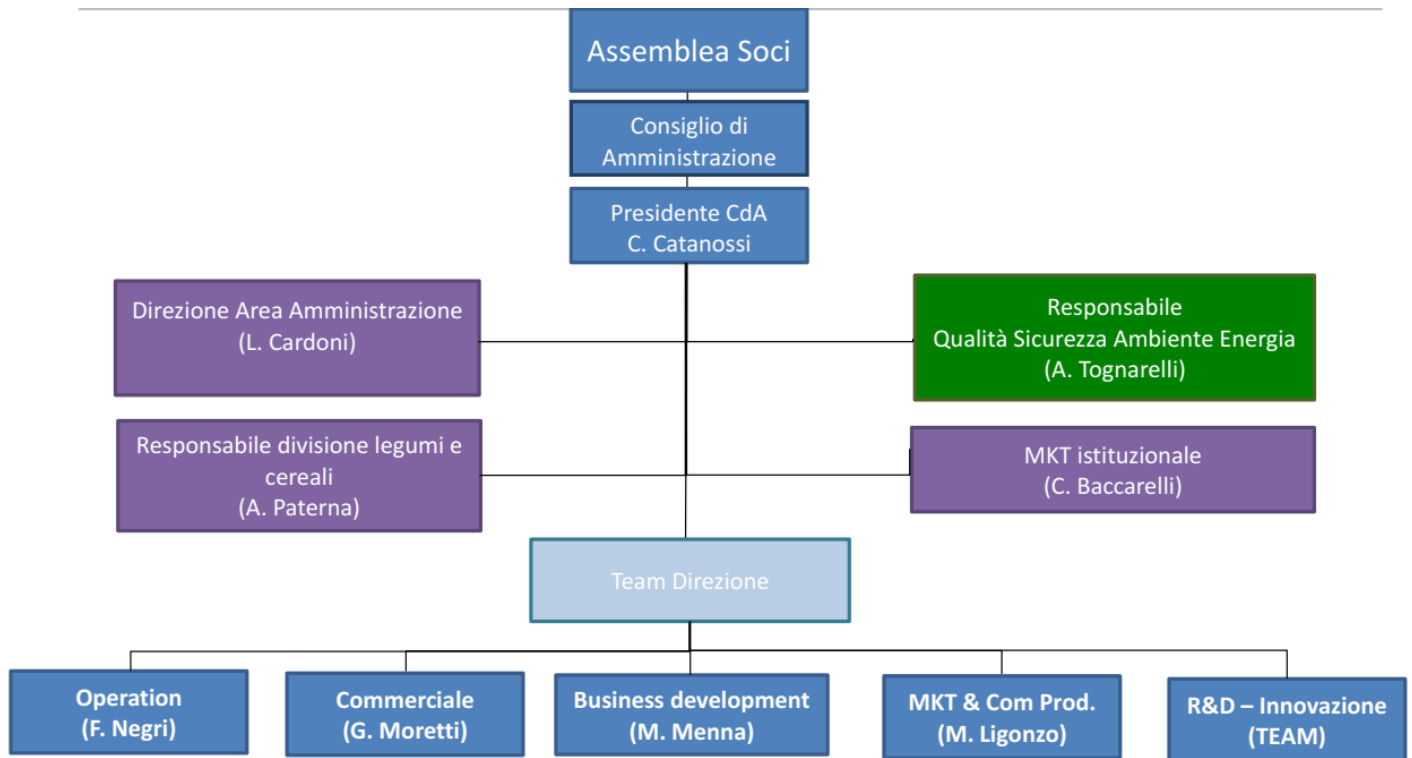 Assemblea Soci
Consiglio di
Amministrazione
Presidente CdA
C. Catanossi
Direzione Area Amministrazione
(L. Cardoni)
Responsabile
Qualità Sicurezza Ambiente Energia
(A. Tognarelli)
Responsabile divisione legumi e
cereali
(A. Paterna)
MKT istituzionale
(C. Baccarelli)
Team Direzione
Operation
(F. Negri)
Commerciale
(G. Moretti)
Business development
(M. Menna)
MKT & Com Prod.
(M. Ligonzo)
R&D – Innovazione
(TEAM)